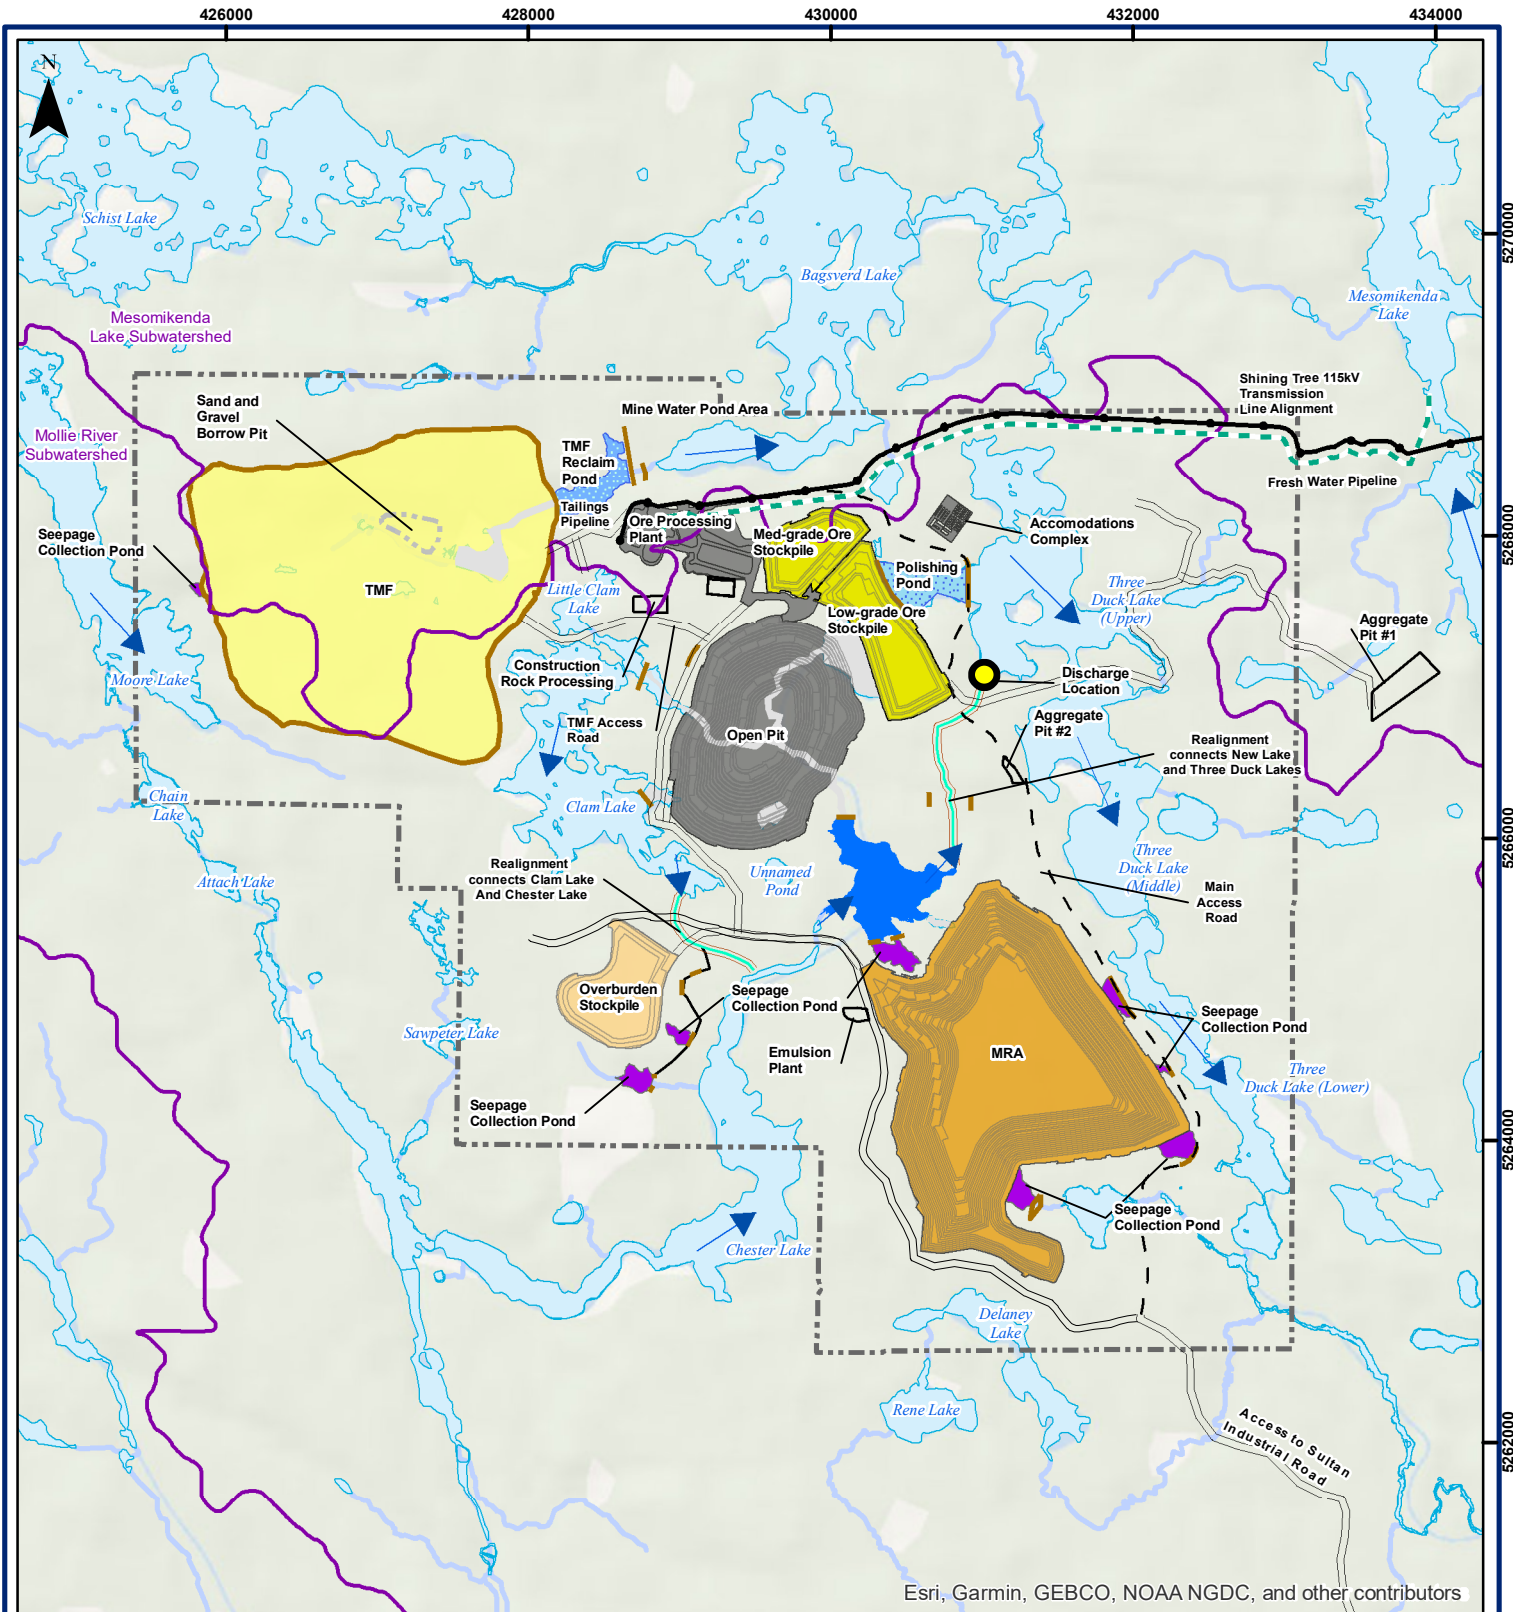 426000
428000
430000
432000
434000
N
5270000
5268000
5266000
5264000
5262000
Schist Lake
Bagsverd Lake
Mesomikenda
Lake
Mesomikenda
Lake Subwatershed
Mollie River
Subwatershed
Sand and
Gravel
Borrow Pit
Mine Water Pond Area
Shining Tree 115kV
Transmission
Line Alignment
TMF
Reclaim
Pond
Fresh Water Pipeline
Tailings
Pipeline
Ore Processing
Plant
Med-grade Ore
Stockpile
Accomodations
Complex
Seepage
Collection Pond
TMF
Little Clam
Lake
Polishing
Pond
Low-grade Ore
Stockpile
Three
Duck Lake
(Upper)
Aggregate
Pit #1
Moore Lake
Construction
Rock Processing
TMF Access
Road
Open Pit
Discharge
Location
Aggregate
Pit #2
Realignment
connects New Lake
and Three Duck Lakes
Chain
Lake
Clam Lake
Attach Lake
Realignment
connects Clam Lake
And Chester Lake
Unnamed
Pond
Three
Duck Lake
(Middle)
Main
Access
Road
Overburden
Stockpile
Seepage
Collection Pond
Sawpeter Lake
Emulsion
Plant
MRA
Seepage
Collection Pond
Three
Duck Lake (Lower)
Seepage
Collection Pond
Seepage
Collection Pond
Chester Lake
Delaney
Lake
Rene Lake
Access to Sultan
Industrial Road
Esri, Garmin, GEBCO, NOAA NGDC, and other contributors